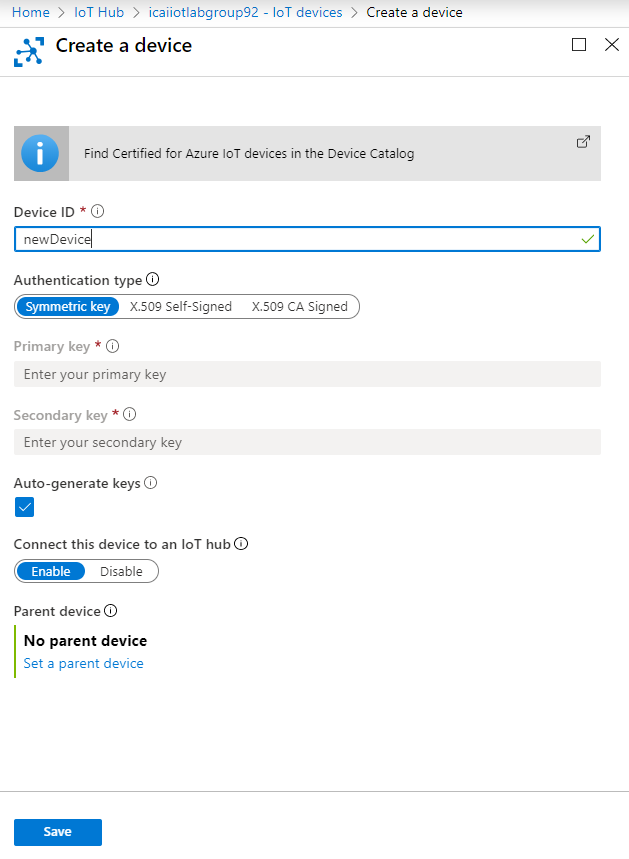 Home > IoT Hub > icaiiotlabgroup92 - IoT devices > Create a device
Create a device
Find Certified for Azure IoT devices in the Device Catalog
Device ID *
newDevice
Authentication type
Symmetric key X.509 Self-Signed X.509 CA Signed
Primary key *
Enter your primary key
Secondary key *
Enter your secondary key
Auto-generate keys
Connect this device to an IoT hub
Enable Disable
Parent device
No parent device
Set a parent device
Save